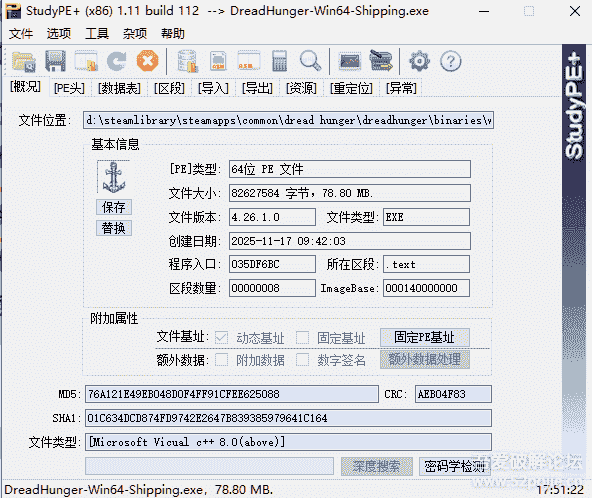 StudyPE+ (x86) 1.11 build 112 --> DreadHunger-Win64-Shipping.exe
文件 选项 工具 杂项 帮助
[概况] [PE头] [数据表] [区段] [导入] [导出] [资源] [重定位] [异常]
StudyPE+
文件位置: d:\steamlibrary\steamapps\common\dread hunger\dreadhunger\binaries\w
基本信息
[PE]类型: 64位 PE 文件
文件大小: 82627584 字节, 78.80 MB.
保存
文件版本: 4.26.1.0 文件类型: EXE
替换
创建日期: 2025-11-17 09:42:03
程序入口: 035DF6BC 所在区段: .text
区段数量: 00000008 ImageBase: 000140000000
附加属性
文件基址: 动态基址 固定基址 固定PE基址
额外数据: 附加数据 数字签名 额外数据处理
MD5: 76A121E49EB048D0F4FF91CFEE625088 CRC: AEB04F83
SHA1: 01C634DCD874FD9742E2647B839385979641C164
文件类型: [Microsoft Vicual c++ 8.0(above)]
深度搜索 密码学检测
吾爱破解论坛
www.52pojie.cn
DreadHunger-Win64-Shipping.exe, 78.80 MB. 17:51:22